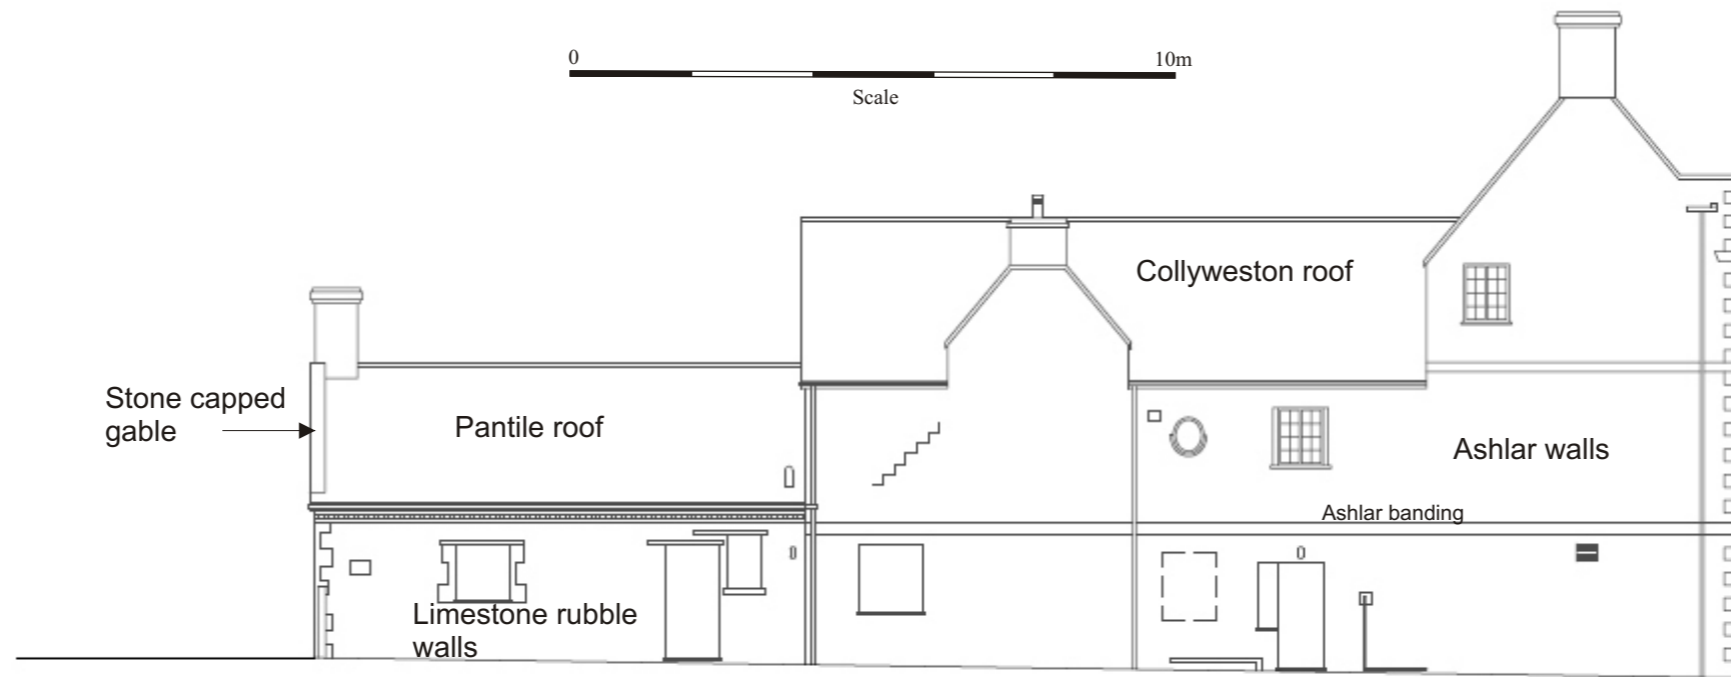 0 10m
Scale
Collyweston roof
Stone capped
gable
Pantile roof
Ashlar walls
Ashlar banding
Limestone rubble
walls